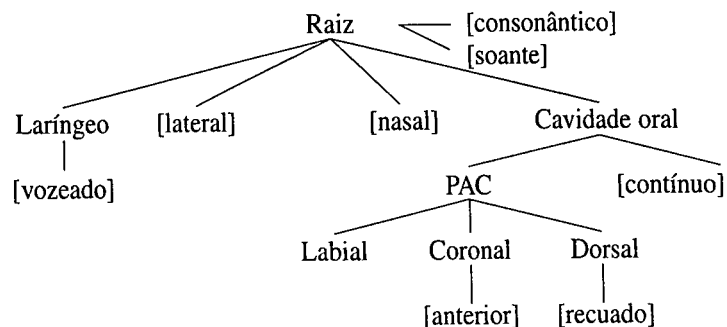 Raiz [consonântico]
[soante]
Laríngeo [lateral] [nasal] Cavidade oral
[vozeado] PAC [contínuo]
Labial Coronal Dorsal
[anterior] [recuado]